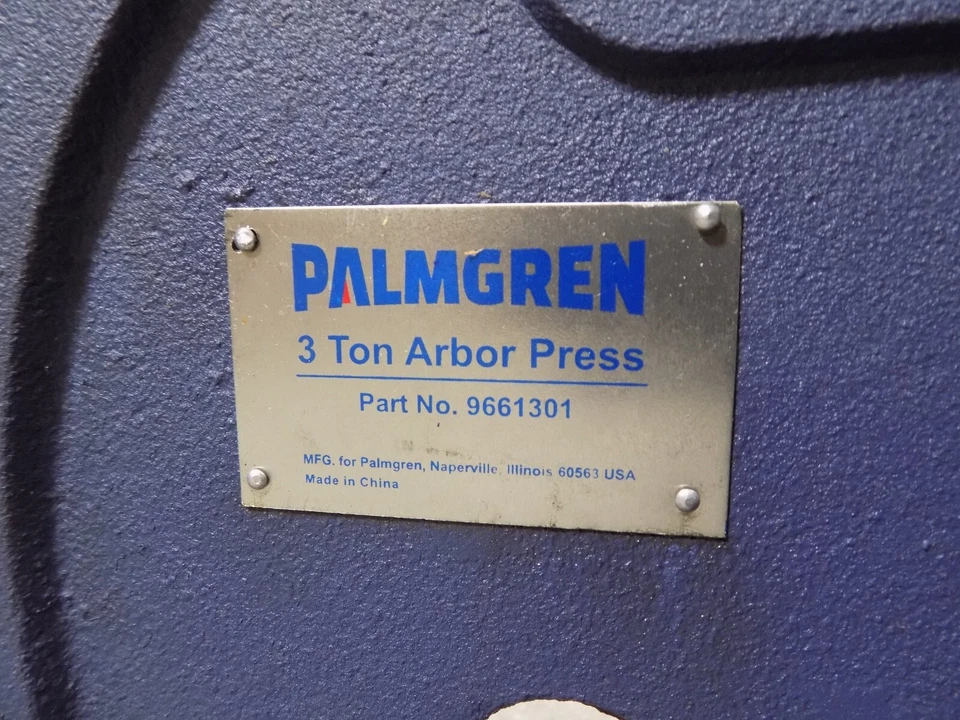 PALMGREN
3 Ton Arbor Press
Part No. 9661301
MFG. for Palmgren, Naperville, Illinois 60563 USA
Made in China